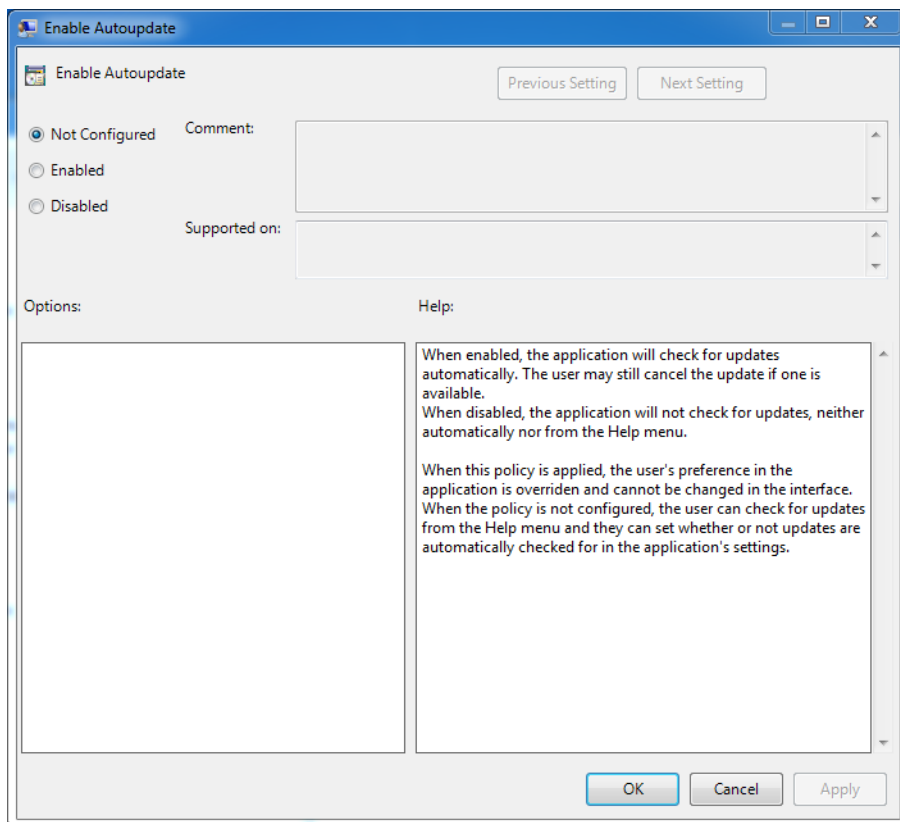 Enable Autoupdate
Enable Autoupdate
Previous Setting
Next Setting
Not Configured
Comment:
Enabled
Disabled
Supported on:
Options:
Help:
When enabled, the application will check for updates
automatically. The user may still cancel the update if one is
available.
When disabled, the application will not check for updates, neither
automatically nor from the Help menu.
When this policy is applied, the user's preference in the
application is overriden and cannot be changed in the interface.
When the policy is not configured, the user can check for updates
from the Help menu and they can set whether or not updates are
automatically checked for in the application's settings.
OK
Cancel
Apply